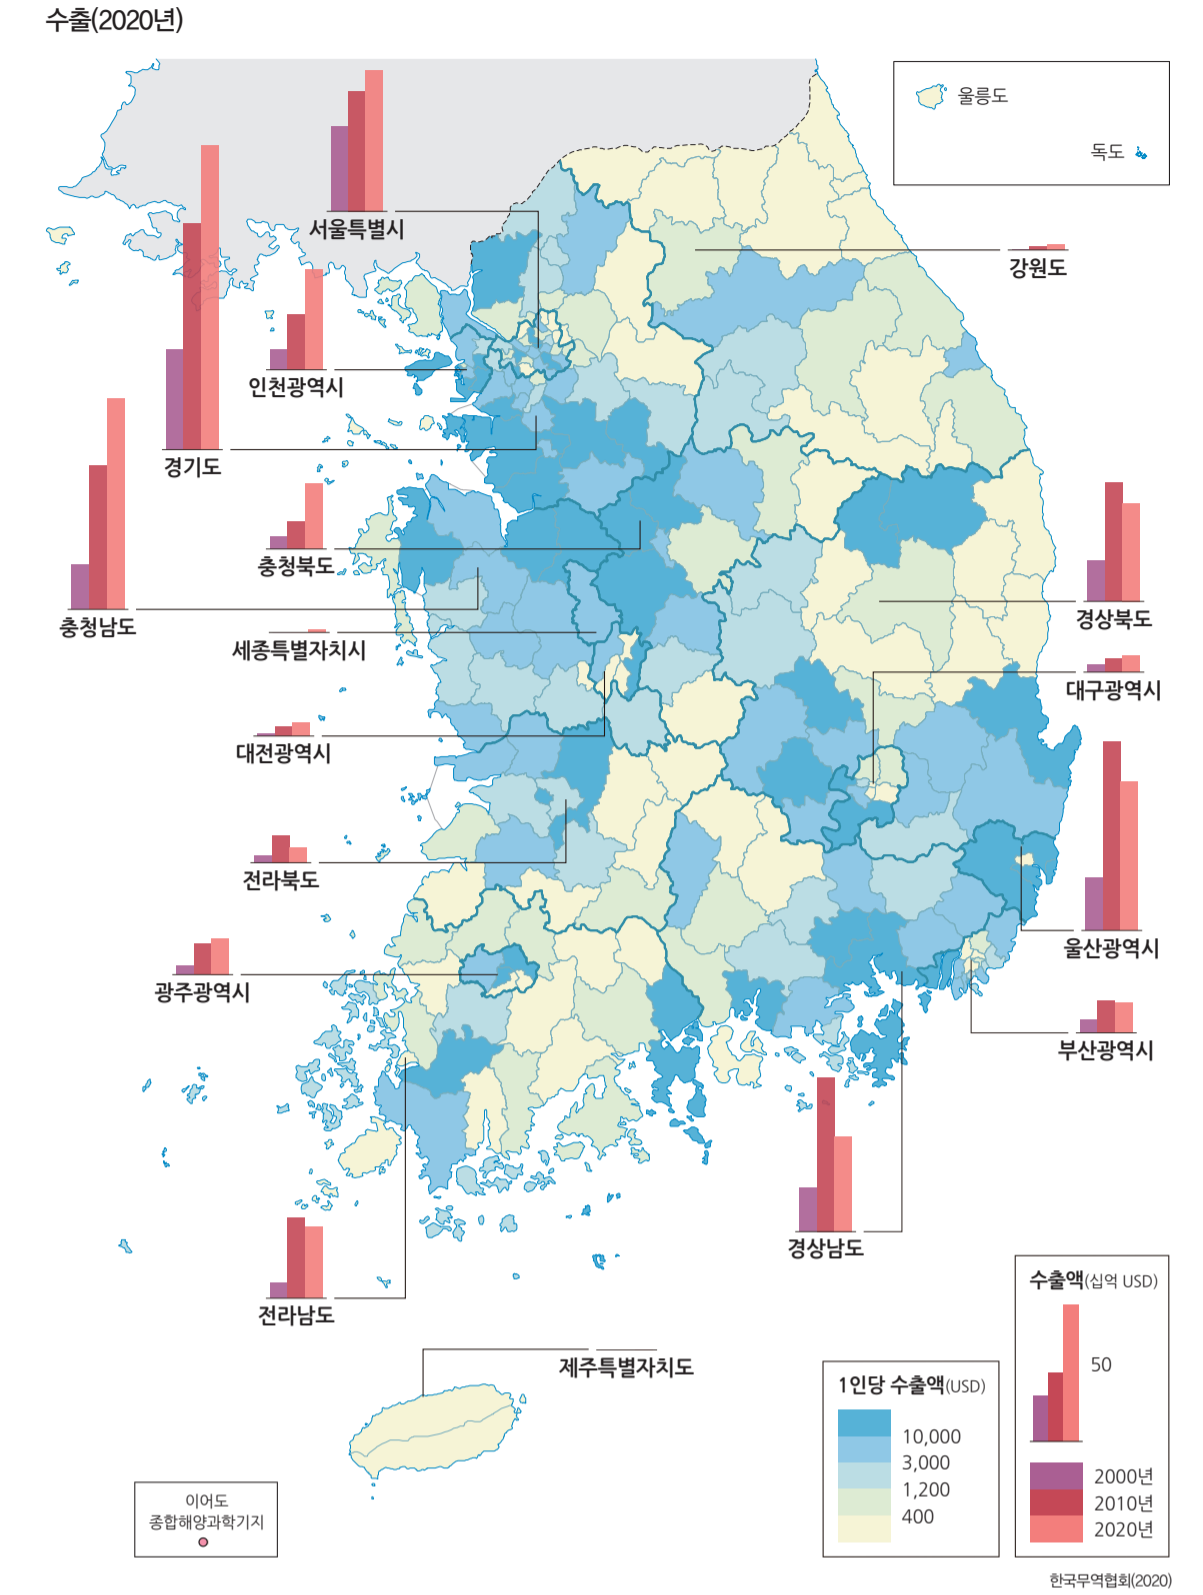 수출(2020년)
울릉도
독도
서울특별시
강원도
인천광역시
경기도
충청북도
경상북도
충청남도
세종특별자치시
대구광역시
대전광역시
전라북도
울산광역시
광주광역시
부산광역시
경상남도
전라남도
제주특별자치도
수출액(십억 USD)
50
2000년
2010년
2020년
1인당 수출액(USD)
10,000
3,000
1,200
400
이어도
종합해양과학기지
한국무역협회(2020)